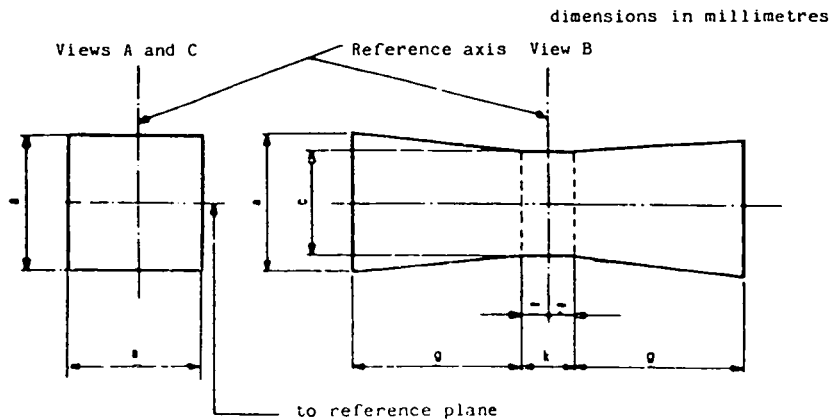 dimensions in millimetres
Views A and C
Reference axis View B
c
g
k
g
to reference plane